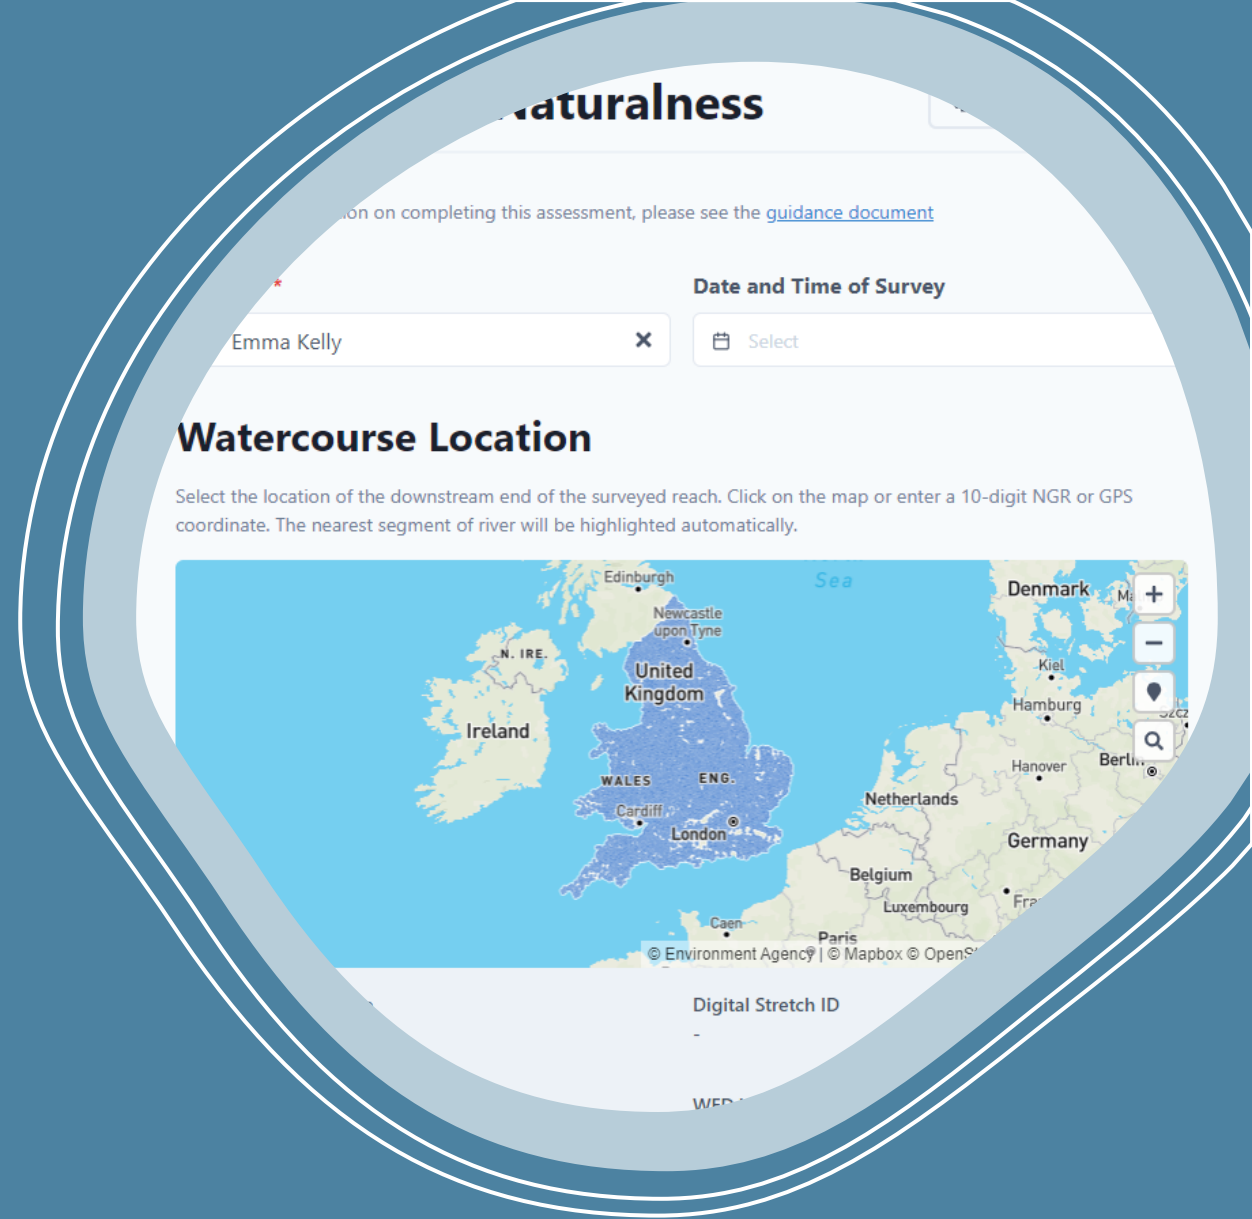 Naturalness
on on completing this assessment, please see the guidance document
*
Date and Time of Survey
Emma Kelly
Select
Watercourse Location
Select the location of the downstream end of the surveyed reach. Click on the map or enter a 10-digit NGR or GPS
coordinate. The nearest segment of river will be highlighted automatically.
Edinburgh
Sea
Denmark
Newcastle
upon Tyne
N. IRE.
United
Kingdom
Kiel
Hamburg
Ireland
Hanover
WALES
ENG.
Netherlands
Cardiff
London
Germany
Belgium
Luxembourg
Caen
Paris
© Environment Agency | © Mapbox © OpenS
Digital Stretch ID
-